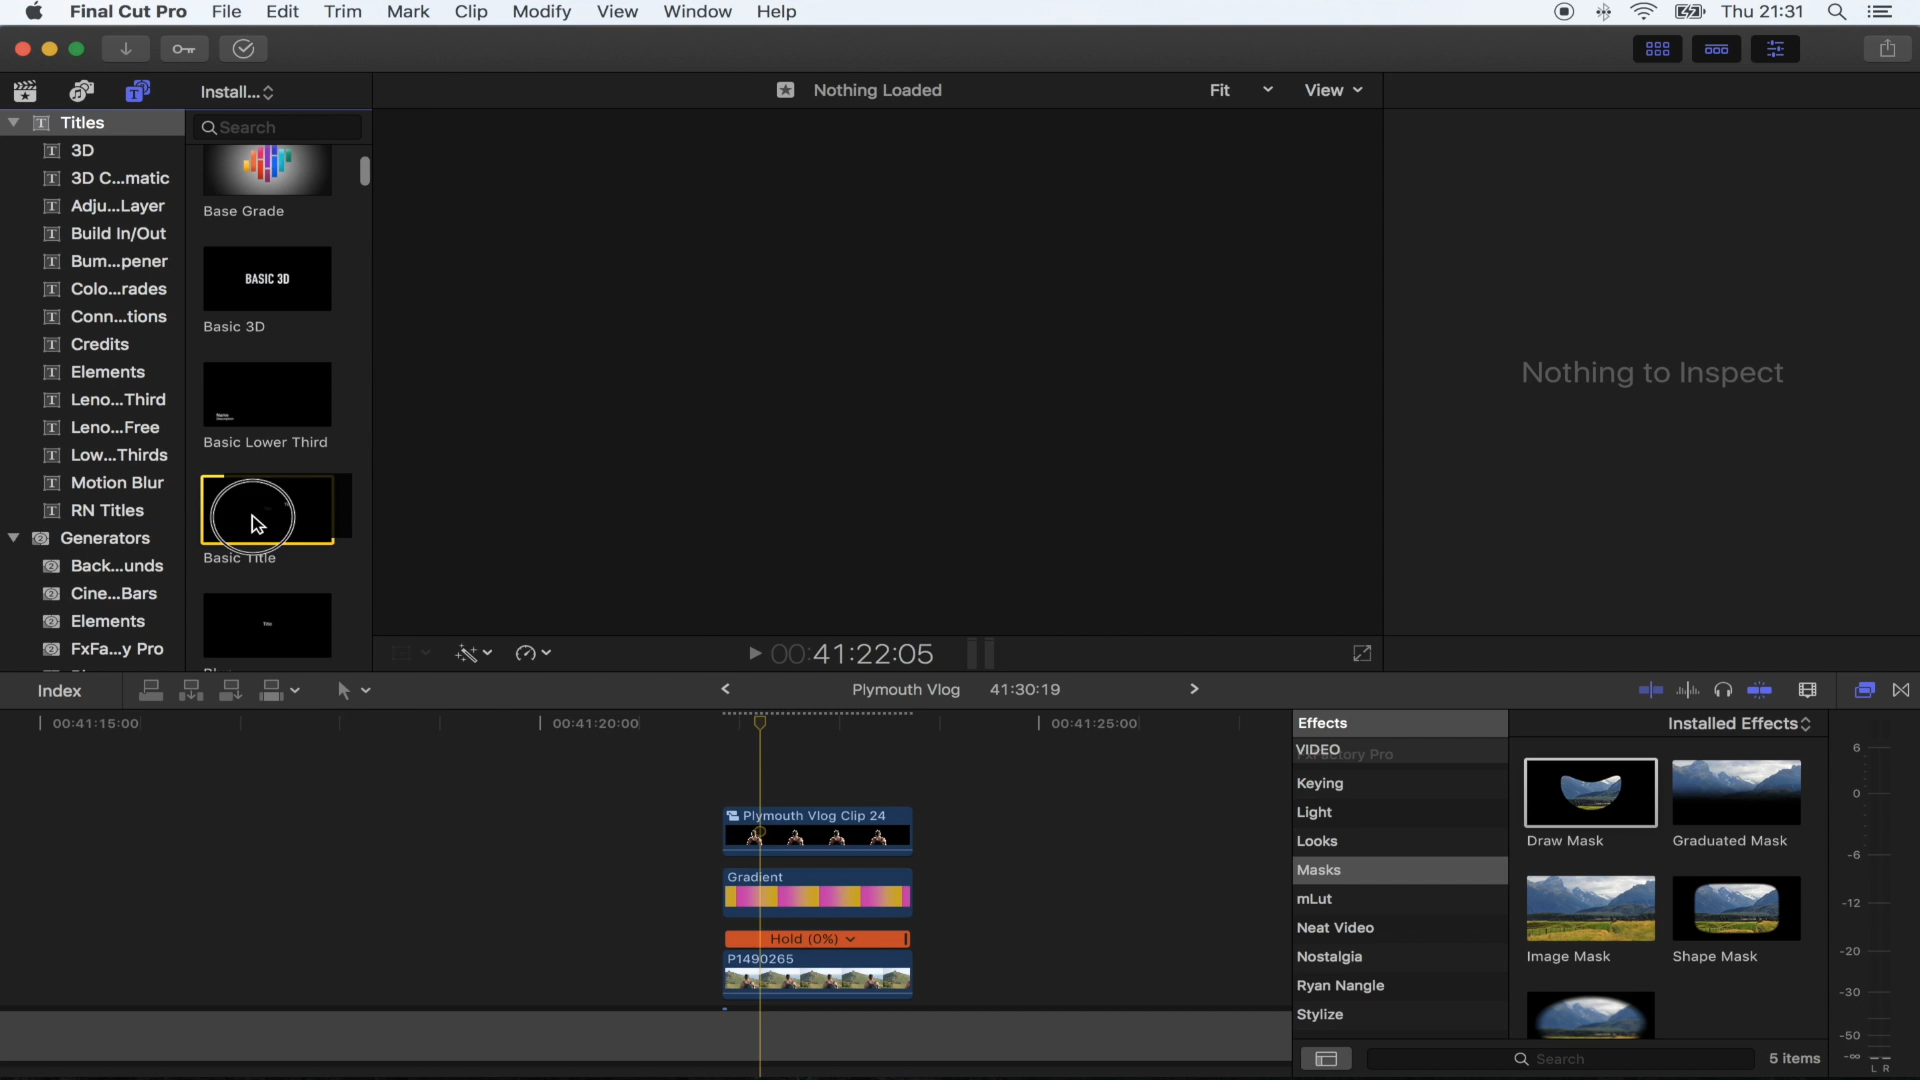 Final Cut Pro File Edit Trim Mark Clip Modify View Window Help Thu 21:31
Install... Nothing Loaded Fit View
Titles
3D
3D C...matic
Adju...Layer
Build In/Out
Bum...pener
Colo...rades
Conn...tions
Credits
Elements
Leno...Third
Leno...Free
Low...Thirds
Motion Blur
RN Titles
Generators
Back...unds
Cine...Bars
Elements
FxFa...y Pro
Search
Base Grade
BASIC 3D
Basic 3D
Name
Description
Basic Lower Third
Basic Title
Title
Nothing to Inspect
00:41:22:05
Index Plymouth Vlog 41:30:19
00:41:15:00 00:41:20:00 00:41:25:00
Plymouth Vlog Clip 24
Gradient
Hold (0%)
P1490265
Effects
VIDEO
FxFactory Pro
Keying
Light
Looks
Masks
mLut
Neat Video
Nostalgia
Ryan Nangle
Stylize
Installed Effects
Draw Mask Graduated Mask
Image Mask Shape Mask
Search 5 items
6
0
-6
-12
-20
-30
-50
-∞
L R